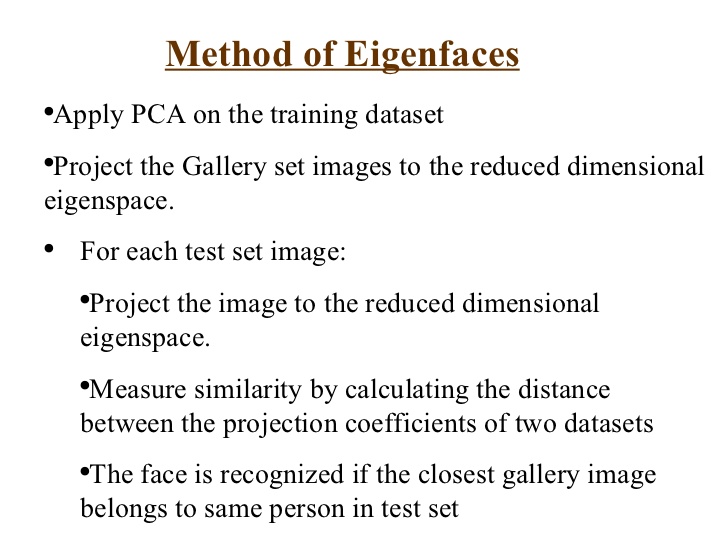 Method of Eigenfaces
•Apply PCA on the training dataset
•Project the Gallery set images to the reduced dimensional
eigenspace.
• For each test set image:
•Project the image to the reduced dimensional
eigenspace.
•Measure similarity by calculating the distance
between the projection coefficients of two datasets
•The face is recognized if the closest gallery image
belongs to same person in test set